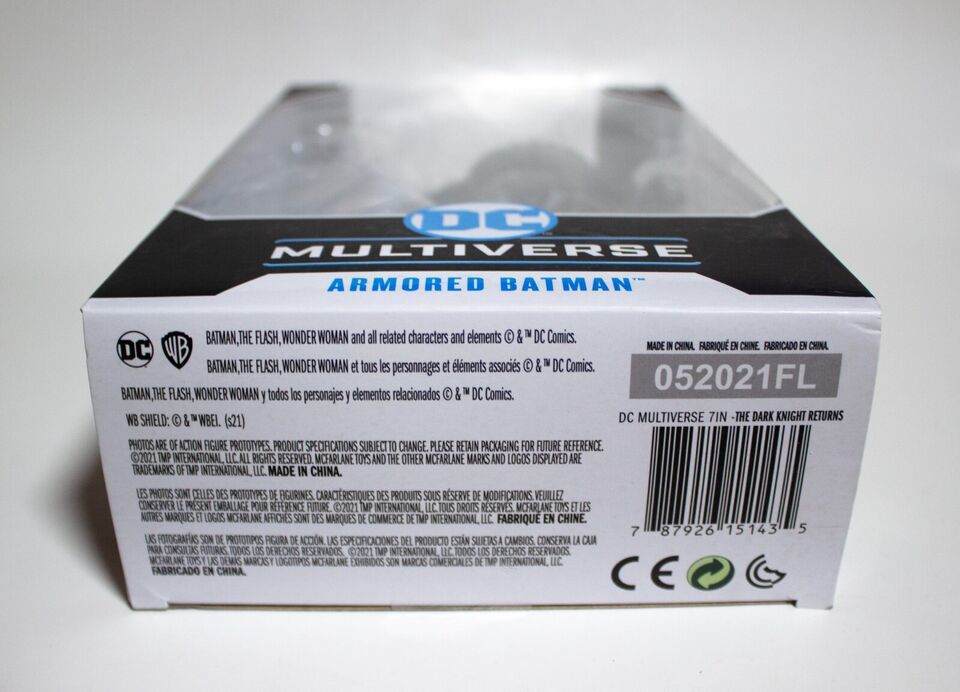 DC
MULTIVERSE
ARMORED BATMAN™
DC WB BATMAN,THE FLASH,WONDER WOMAN and all related characters and elements © & ™ DC Comics.
BATMAN,THE FLASH,WONDER WOMAN et tous les personnages et éléments associés © & ™ DC Comics.
BATMAN,THE FLASH,WONDER WOMAN y todos los personajes y elementos relacionados © & ™ DC Comics.
WB SHIELD: © & ™ WBEI. (s21)
PHOTOS ARE OF ACTION FIGURE PROTOTYPES. PRODUCT SPECIFICATIONS SUBJECT TO CHANGE. PLEASE RETAIN PACKAGING FOR FUTURE REFERENCE.
©2021 TMP INTERNATIONAL, LLC. ALL RIGHTS RESERVED. MCFARLANE TOYS AND THE OTHER MCFARLANE MARKS AND LOGOS DISPLAYED ARE
TRADEMARKS OF TMP INTERNATIONAL, LLC. MADE IN CHINA.
LES PHOTOS SONT CELLES DES PROTOTYPES DE FIGURINES. CARACTÉRISTIQUES DES PRODUITS SOUS RÉSERVE DE MODIFICATIONS. VEUILLEZ
CONSERVER LE PRÉSENT EMBALLAGE POUR RÉFÉRENCE FUTURE. ©2021 TMP INTERNATIONAL, LLC. TOUS DROITS RÉSERVÉS. MCFARLANE TOYS ET LES
AUTRES MARQUES ET LOGOS MCFARLANE AFFICHÉS SONT DES MARQUES DE COMMERCE DE TMP INTERNATIONAL, LLC. FABRIQUÉ EN CHINE.
LAS FOTOGRAFÍAS SON DE PROTOTIPOS FIGURA DE ACCIÓN. LAS ESPECIFICACIONES DEL PRODUCTO ESTÁN SUJETAS A CAMBIOS. CONSERVA LA CAJA
PARA CONSULTAS FUTURAS. TODOS LOS DERECHOS RESERVADOS. ©2021 TMP INTERNATIONAL, LLC. TODOS LOS DERECHOS RESERVADOS.
MCFARLANE TOYS Y LAS DEMÁS MARCAS Y LOGOTIPOS MCFARLANE EXHIBIDOS SON MARCAS COMERCIALES DE TMP INTERNATIONAL, LLC.
FABRICADO EN CHINA.
MADE IN CHINA. FABRIQUÉ EN CHINE. FABRICADO EN CHINA.
052021FL
DC MULTIVERSE 7IN -THE DARK KNIGHT RETURNS
7 87926 15143 5
CE